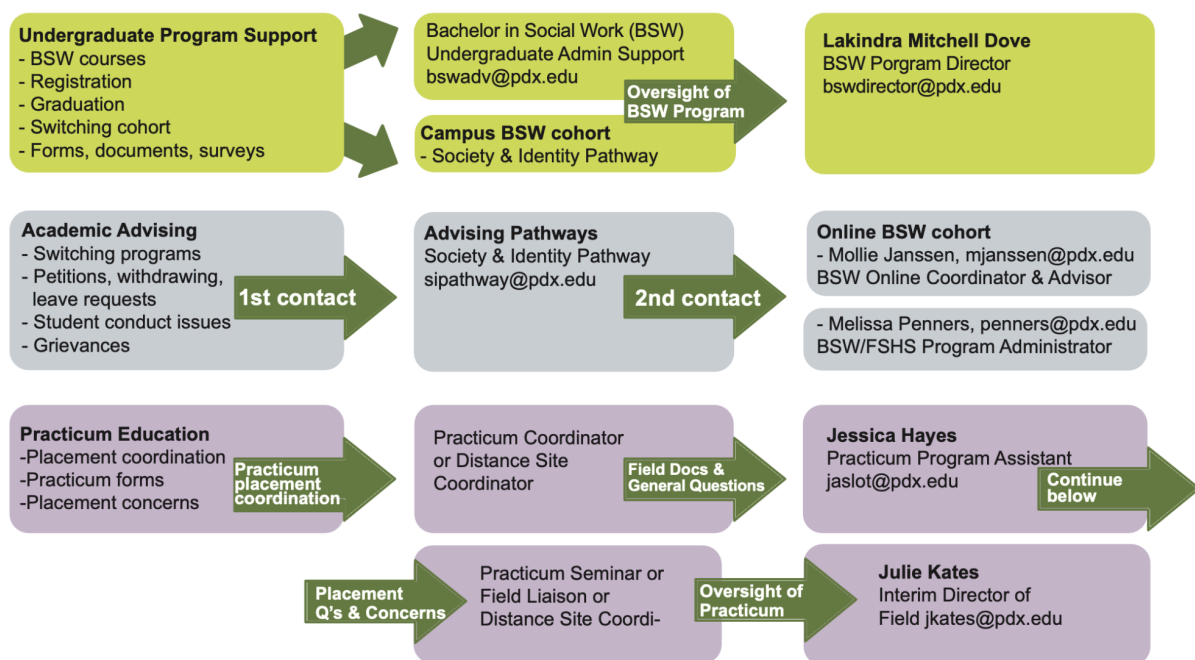 Undergraduate Program Support
- BSW courses
- Registration
- Graduation
- Switching cohort
- Forms, documents, surveys
Bachelor in Social Work (BSW)
Undergraduate Admin Support
bswadv@pdx.edu
Campus BSW cohort
- Society & Identity Pathway
Oversight of
BSW Program
Lakindra Mitchell Dove
BSW Porgram Director
bswdirector@pdx.edu
Academic Advising
- Switching programs
- Petitions, withdrawing,
leave requests
- Student conduct issues
- Grievances
1st contact
Advising Pathways
Society & Identity Pathway
sipathway@pdx.edu
2nd contact
Online BSW cohort
- Mollie Janssen, mjanssen@pdx.edu
BSW Online Coordinator & Advisor
- Melissa Penners, penners@pdx.edu
BSW/FSHS Program Administrator
Practicum Education
-Placement coordination
-Practicum forms
-Placement concerns
Practicum
placement
coordination
Practicum Coordinator
or Distance Site
Coordinator
Field Docs &
General Questions
Jessica Hayes
Practicum Program Assistant
jaslot@pdx.edu
Continue
below
Placement
Q's & Concerns
Practicum Seminar or
Field Liaison or
Distance Site Coordi-
Oversight of
Practicum
Julie Kates
Interim Director of
Field jkates@pdx.edu